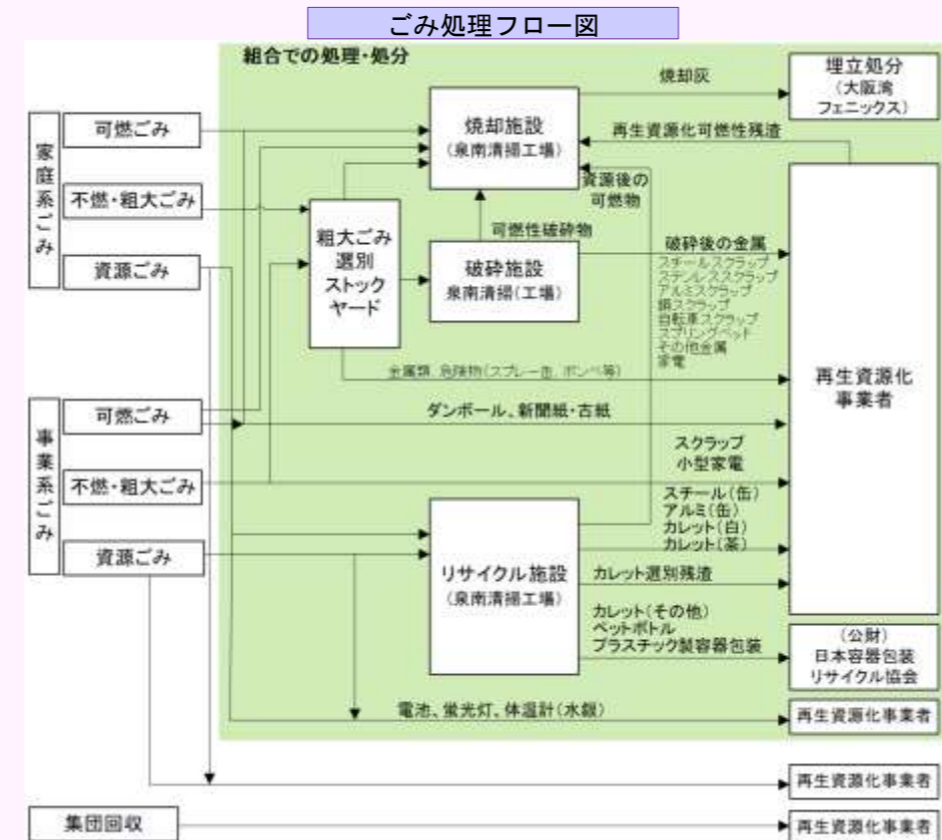 ごみ処理フロー図
組合での処理・処分
家庭系ごみ
可燃ごみ
不燃・粗大ごみ
資源ごみ
事業系ごみ
可燃ごみ
不燃・粗大ごみ
資源ごみ
集団回収
粗大ごみ
選別
ストック
ヤード
焼却施設
(泉南清掃工場)
可燃性破砕物
破砕施設
泉南清掃(工場)
リサイクル施設
(泉南清掃工場)
焼却灰
再生資源化可燃性残渣
資源後の
可燃物
破砕後の金属
スチールスクラップ
ステンレススクラップ
アルミスクラップ
自転車スクラップ
スプリングベッド
その他金属
家電
金属類、危険物(スプレー缶、ボンベ等)
ダンボール、新聞紙・古紙
スクラップ
小型家電
スチール(缶)
アルミ(缶)
カレット(白)
カレット(茶)
カレット選別残渣
カレット(その他)
ペットボトル
プラスチック製容器包装
電池、蛍光灯、体温計(水銀)
埋立処分
(大阪湾
フェニックス)
再生資源化
事業者
(公財)
日本容器包装
リサイクル協会
再生資源化事業者
再生資源化事業者
再生資源化事業者